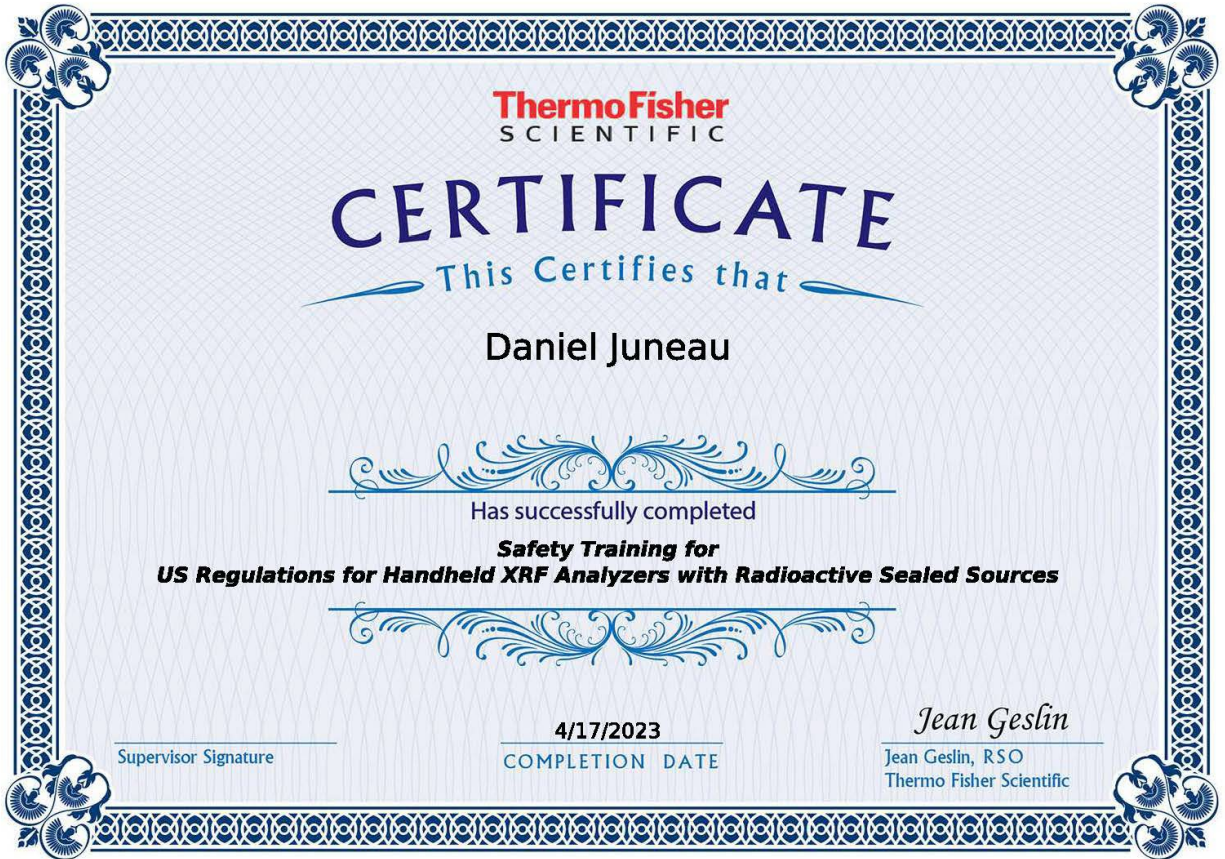 ThermoFisher
SCIENTIFIC
CERTIFICATE
This Certifies that
Daniel Juneau
Has successfully completed
Safety Training for
US Regulations for Handheld XRF Analyzers with Radioactive Sealed Sources
Supervisor Signature
4/17/2023
COMPLETION DATE
Jean Geslin
Jean Geslin, RSO
Thermo Fisher Scientific